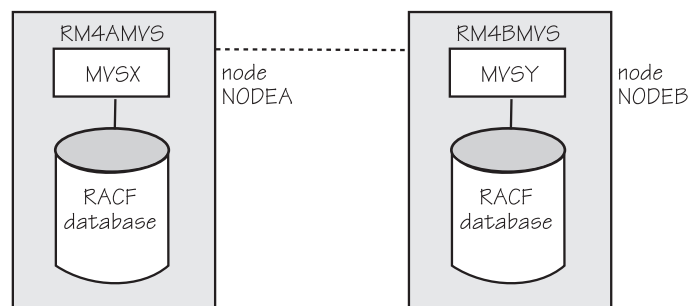 RM4AMVS
MVSX
node
NODEA
RACF
database
RM4BMVS
MVSY
node
NODEB
RACF
database